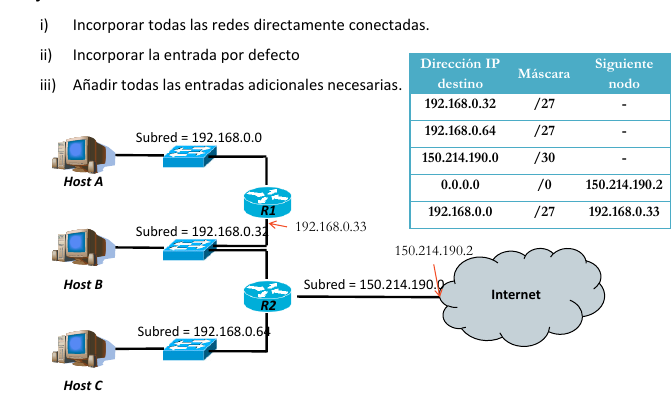 i) Incorporar todas las redes directamente conectadas.
ii) Incorporar la entrada por defecto
iii) Añadir todas las entradas adicionales necesarias.
Dirección IP destino Máscara Siguiente nodo
192.168.0.32 /27 -
192.168.0.64 /27 -
150.214.190.0 /30 -
0.0.0.0 /0 150.214.190.2
192.168.0.0 /27 192.168.0.33
Subred = 192.168.0.0
Host A
R1
192.168.0.33
Subred = 192.168.0.32
Host B
150.214.190.2
Subred = 150.214.190.0
Internet
R2
Subred = 192.168.0.64
Host C